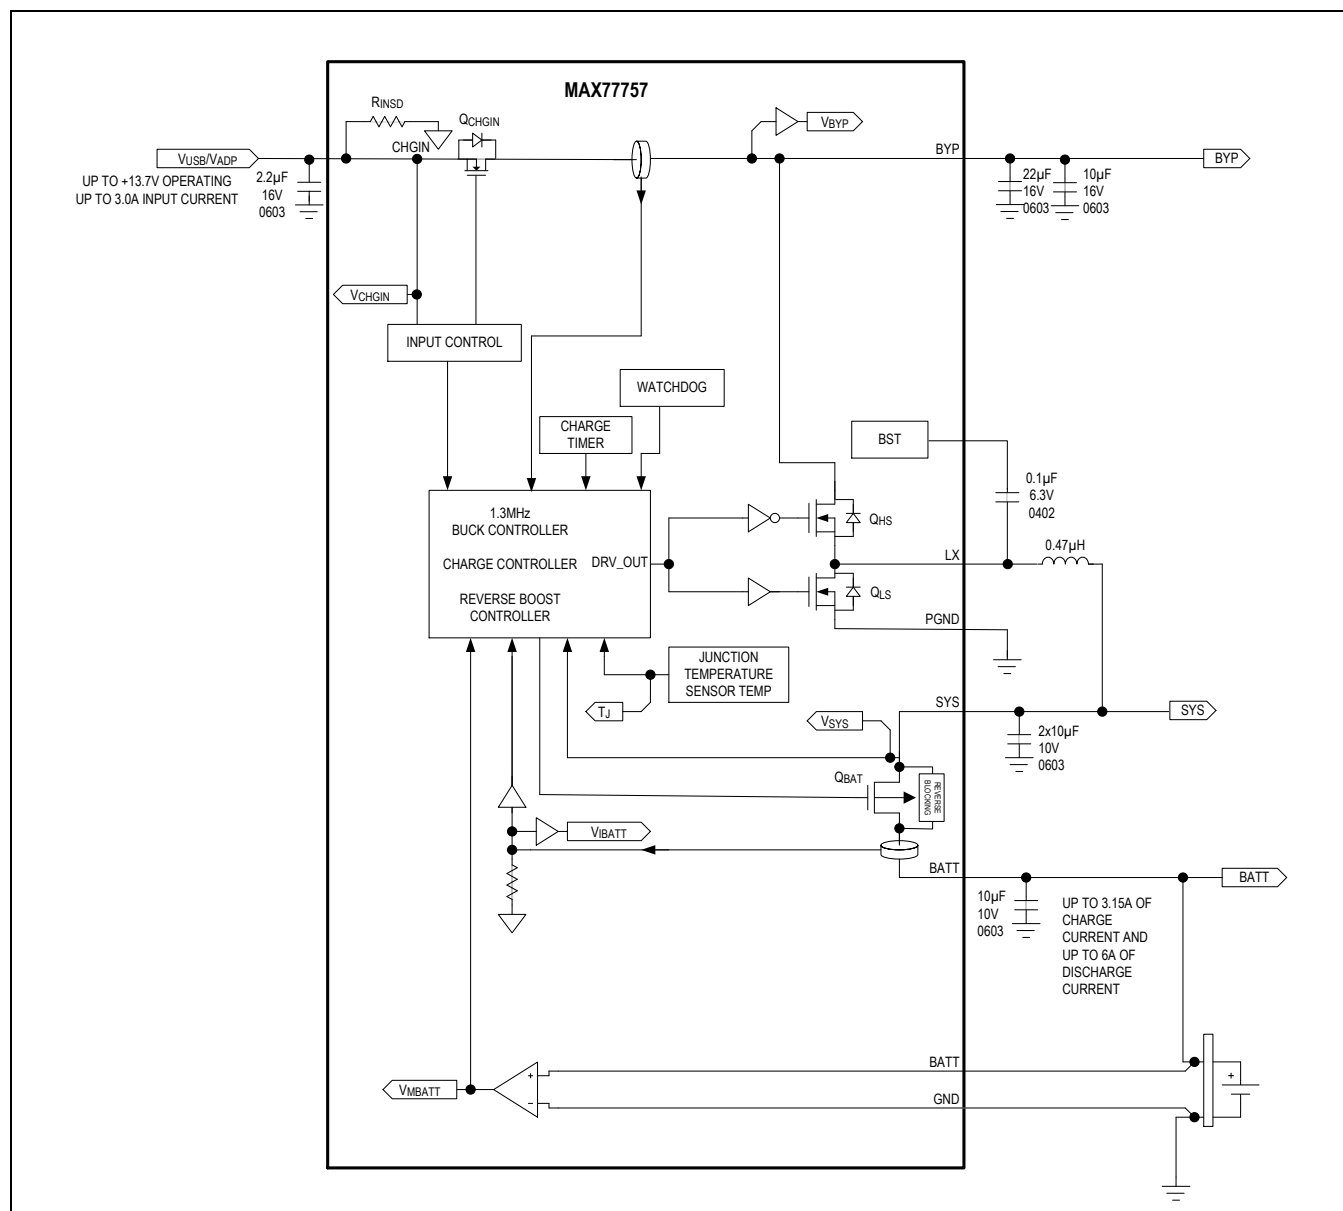 MAX77757
RINSD
QCHGIN
CHGIN
VBYP
BYP
BYP
VUSB/VADP
UP TO +13.7V OPERATING
UP TO 3.0A INPUT CURRENT
2.2µF
16V
0603
22µF
16V
0603
10µF
16V
0603
VCHGIN
INPUT CONTROL
WATCHDOG
CHARGE
TIMER
BST
0.1µF
6.3V
0402
1.3MHz
BUCK CONTROLLER
CHARGE CONTROLLER
REVERSE BOOST
CONTROLLER
DRV_OUT
QHS
LX
0.47µH
QLS
PGND
JUNCTION
TEMPERATURE
SENSOR TEMP
TJ
SYS
SYS
VSYS
2x10µF
10V
0603
QBAT
REVERSE
BLOCKING
VIBATT
BATT
BATT
10µF
10V
0603
UP TO 3.15A OF
CHARGE
CURRENT AND
UP TO 6A OF
DISCHARGE
CURRENT
VMBATT
+
−
BATT
GND
+